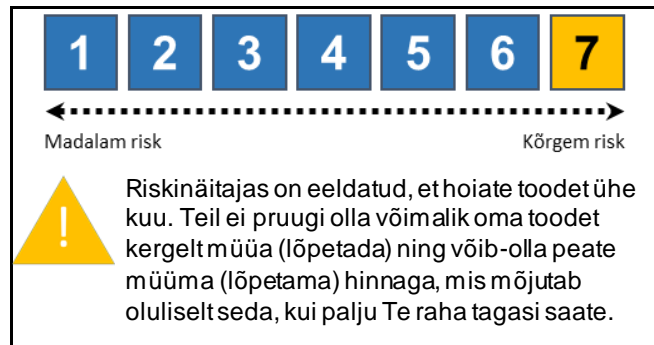 1 2 3 4 5 6 7
Madalam risk Kõrgem risk
!
Riskinäitajas on eeldatud, et hoiate toodet ühe
kuu. Teil ei pruugi olla võimalik oma toodet
kergelt müüa (lõpetada) ning võib-olla peate
müüma (lõpetama) hinnaga, mis mõjutab
oluliselt seda, kui palju Te raha tagasi saate.